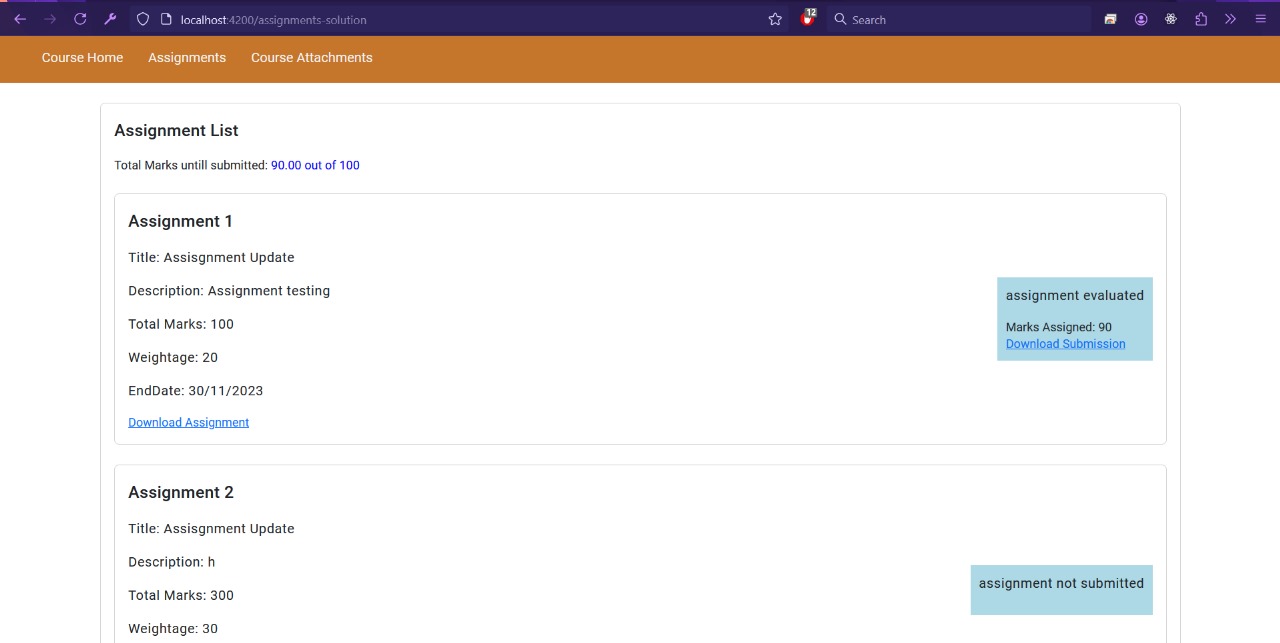 localhost:4200/assignments-solution
12
Search
Course Home Assignments Course Attachments
Assignment List
Total Marks untill submitted: 90.00 out of 100
Assignment 1
Title: Assisgnment Update
Description: Assignment testing
Total Marks: 100
Weightage: 20
EndDate: 30/11/2023
Download Assignment
assignment evaluated
Marks Assigned: 90
Download Submission
Assignment 2
Title: Assisgnment Update
Description: h
Total Marks: 300
Weightage: 30
assignment not submitted